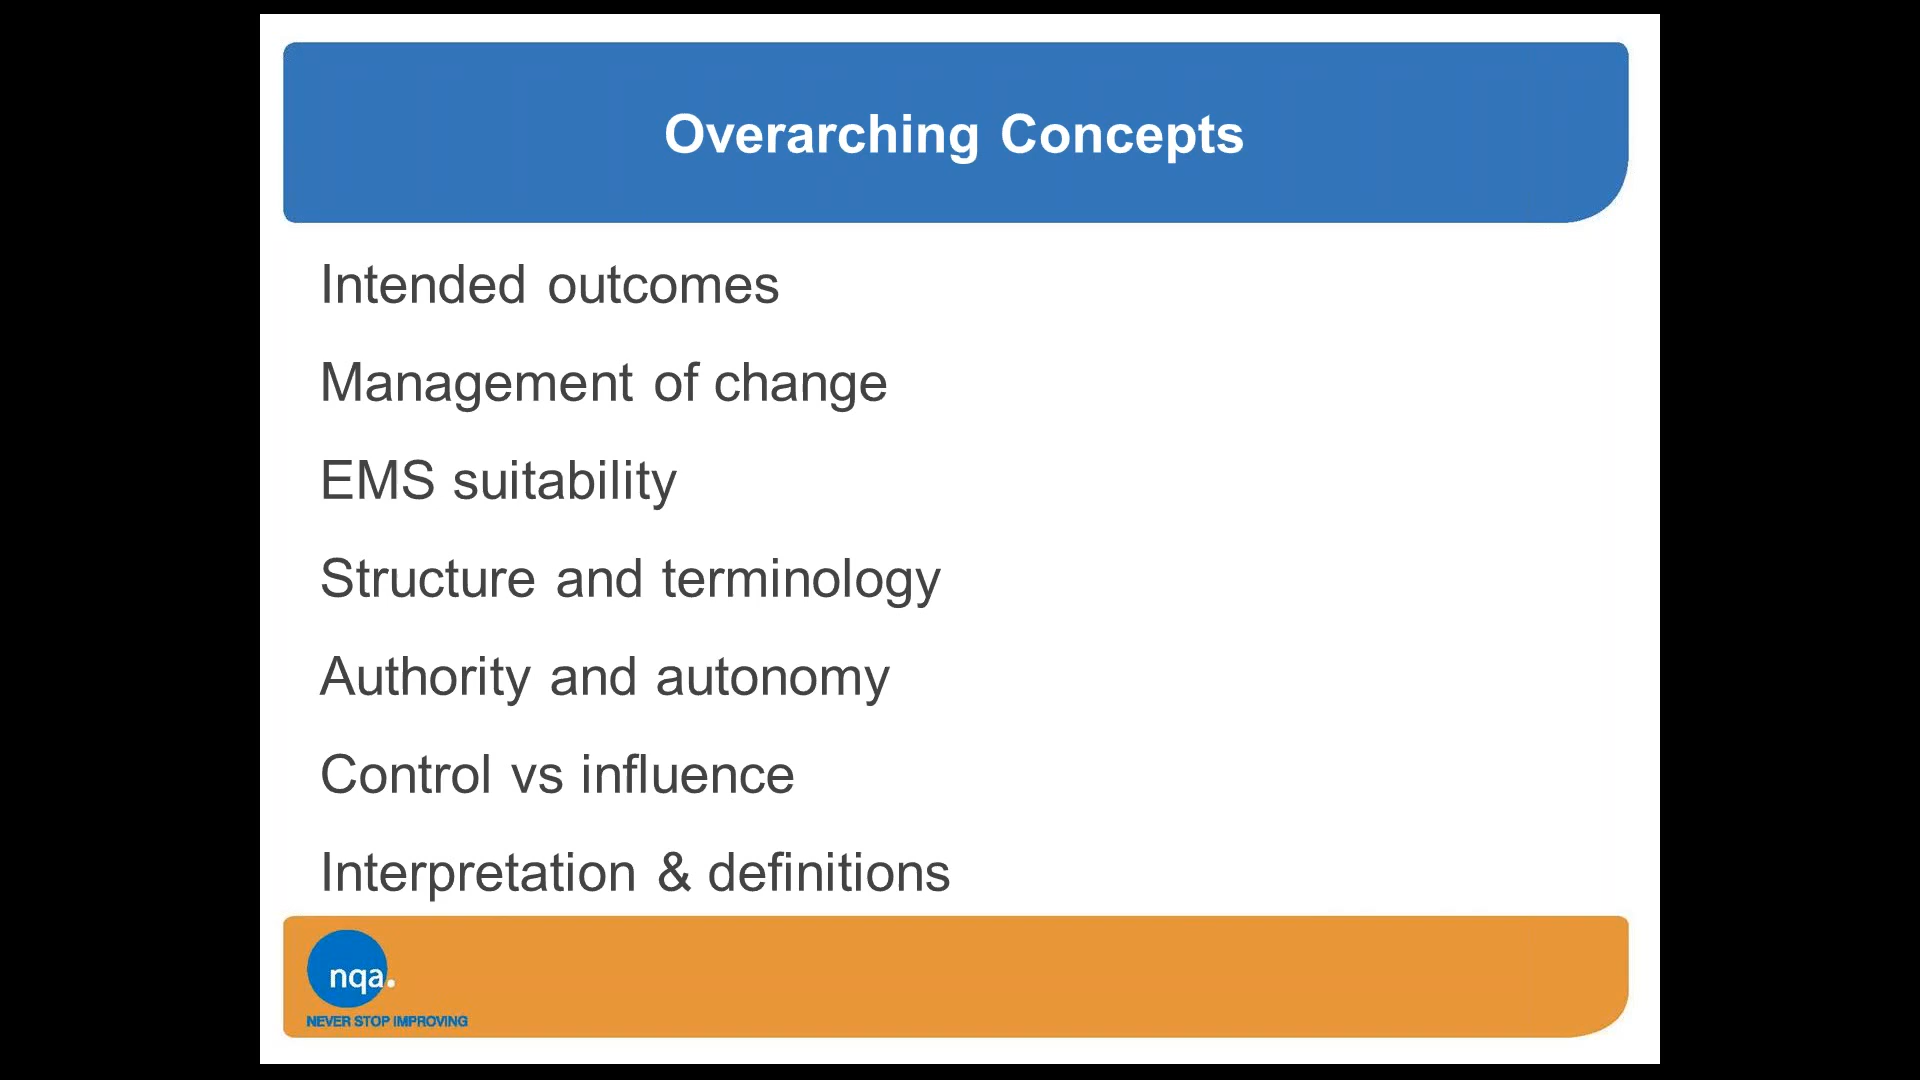 Overarching Concepts
Intended outcomes
Management of change
EMS suitability
Structure and terminology
Authority and autonomy
Control vs influence
Interpretation & definitions
nqa.
NEVER STOP IMPROVING